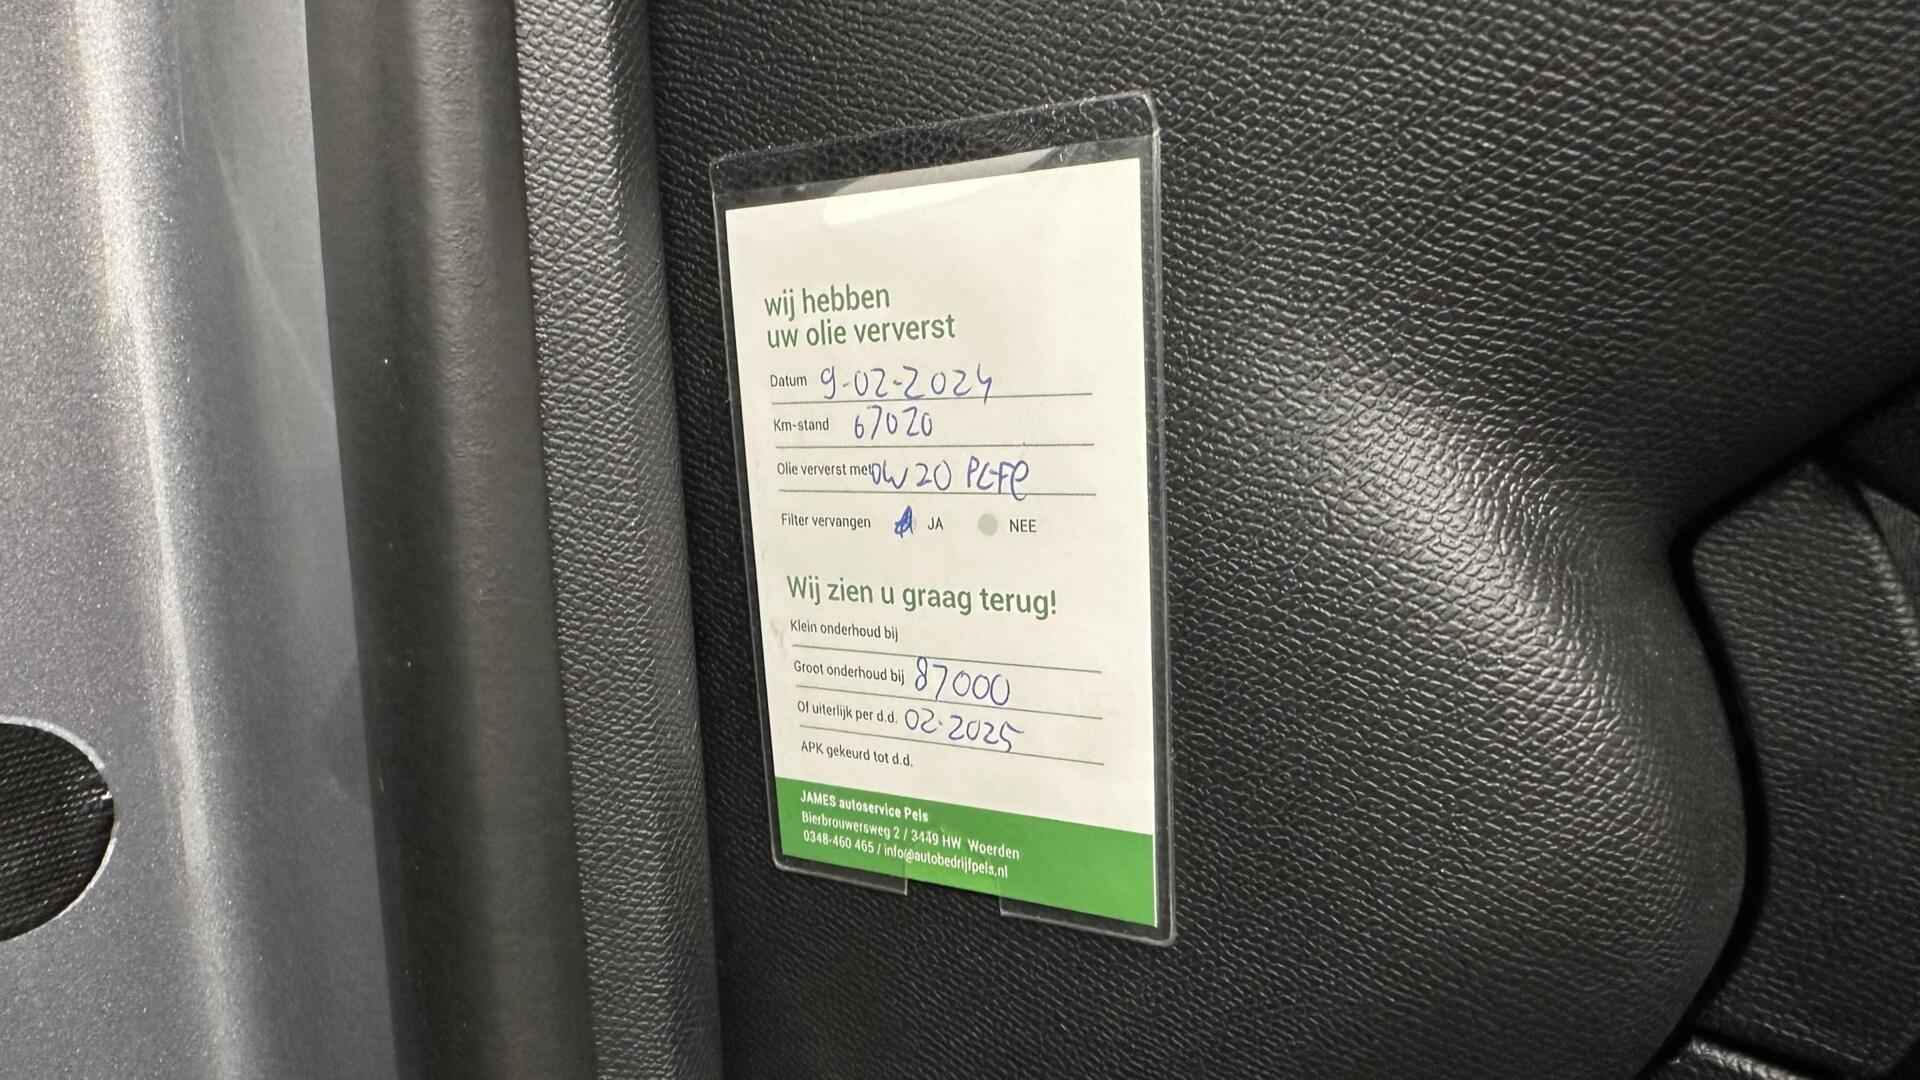 wij hebben
uw olie ververst
Datum 9-02-2024
Km-stand 67020
Olie ververst met 0W20 PCFE
Filter vervangen JA NEE
Wij zien u graag terug!
Klein onderhoud bij
Groot onderhoud bij 87000
Of uiterlijk per d.d. 02-2025
APK gekeurd tot d.d.
JAMES autoservice Pels
Bierbrouwersweg 2 / 3449 HW Woerden
0348-460 465 / info@autobedrijfpels.nl